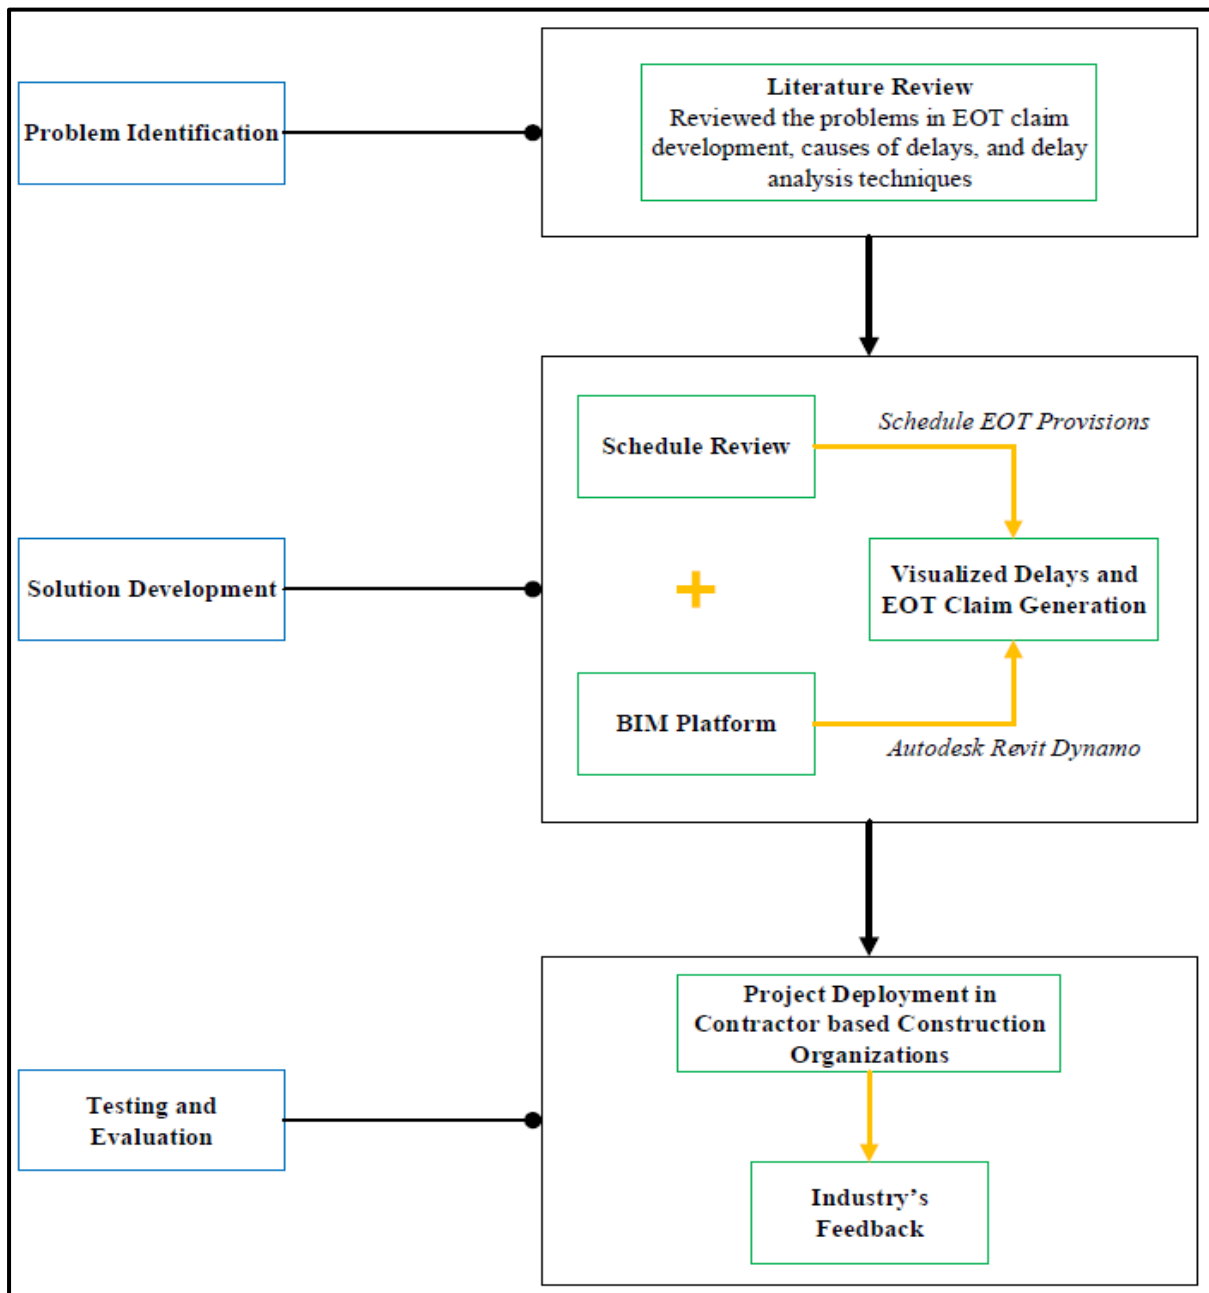 Problem Identification
Literature Review
Reviewed the problems in EOT claim
development, causes of delays, and delay
analysis techniques
Schedule Review
Schedule EOT Provisions
Solution Development
Visualized Delays and
EOT Claim Generation
BIM Platform
Autodesk Revit Dynamo
Testing and
Evaluation
Project Deployment in
Contractor based Construction
Organizations
Industry’s
Feedback